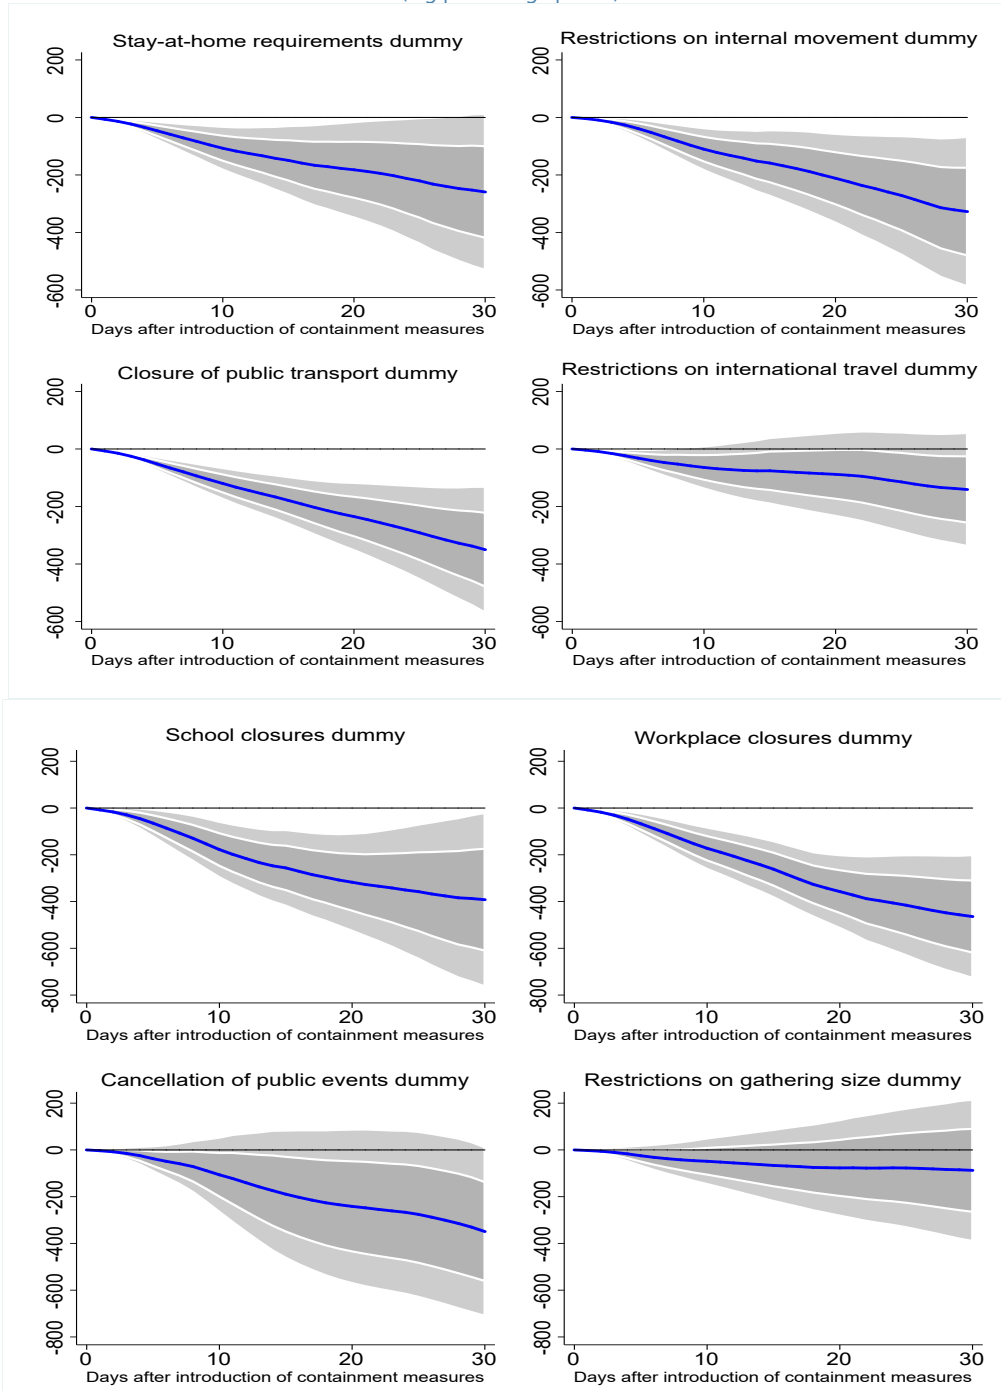 Stay-at-home requirements dummy
Restrictions on internal movement dummy
200
0
-200
-400
-600
0 10 20 30
Days after introduction of containment measures
200
0
-200
-400
-600
0 10 20 30
Days after introduction of containment measures
Closure of public transport dummy
Restrictions on international travel dummy
200
0
-200
-400
-600
0 10 20 30
Days after introduction of containment measures
200
0
-200
-400
-600
0 10 20 30
Days after introduction of containment measures
School closures dummy
Workplace closures dummy
200
0
-200
-400
-600
-800
0 10 20 30
Days after introduction of containment measures
200
0
-200
-400
-600
-800
0 10 20 30
Days after introduction of containment measures
Cancellation of public events dummy
Restrictions on gathering size dummy
200
0
-200
-400
-600
-800
0 10 20 30
Days after introduction of containment measures
200
0
-200
-400
-600
-800
0 10 20 30
Days after introduction of containment measures